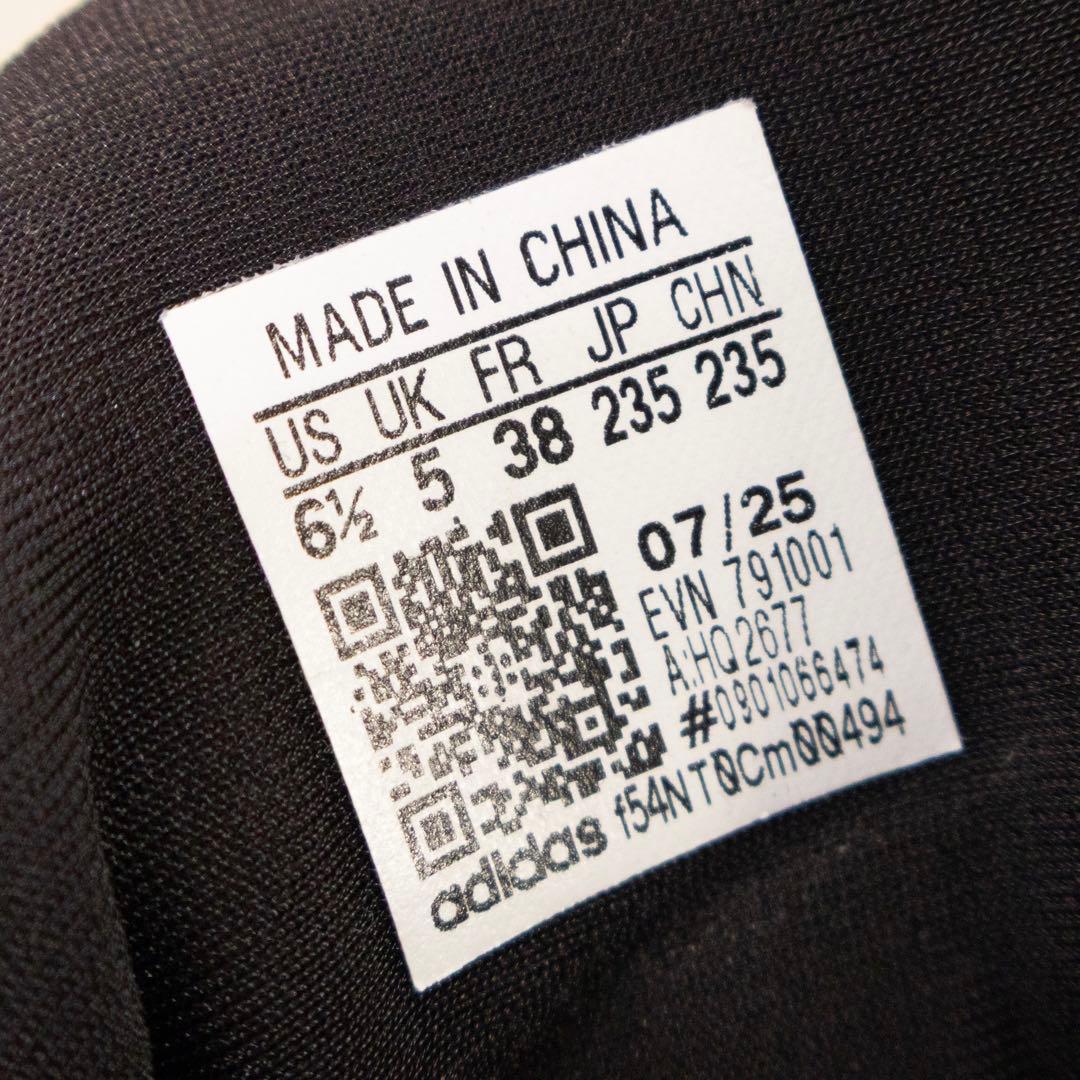 MADE IN CHINA
US UK FR JP CHN
6½ 5 38 235 235
07/25
EVN 791001
A:HQ2677
#0901066474
adidas f54NT0Cm00494